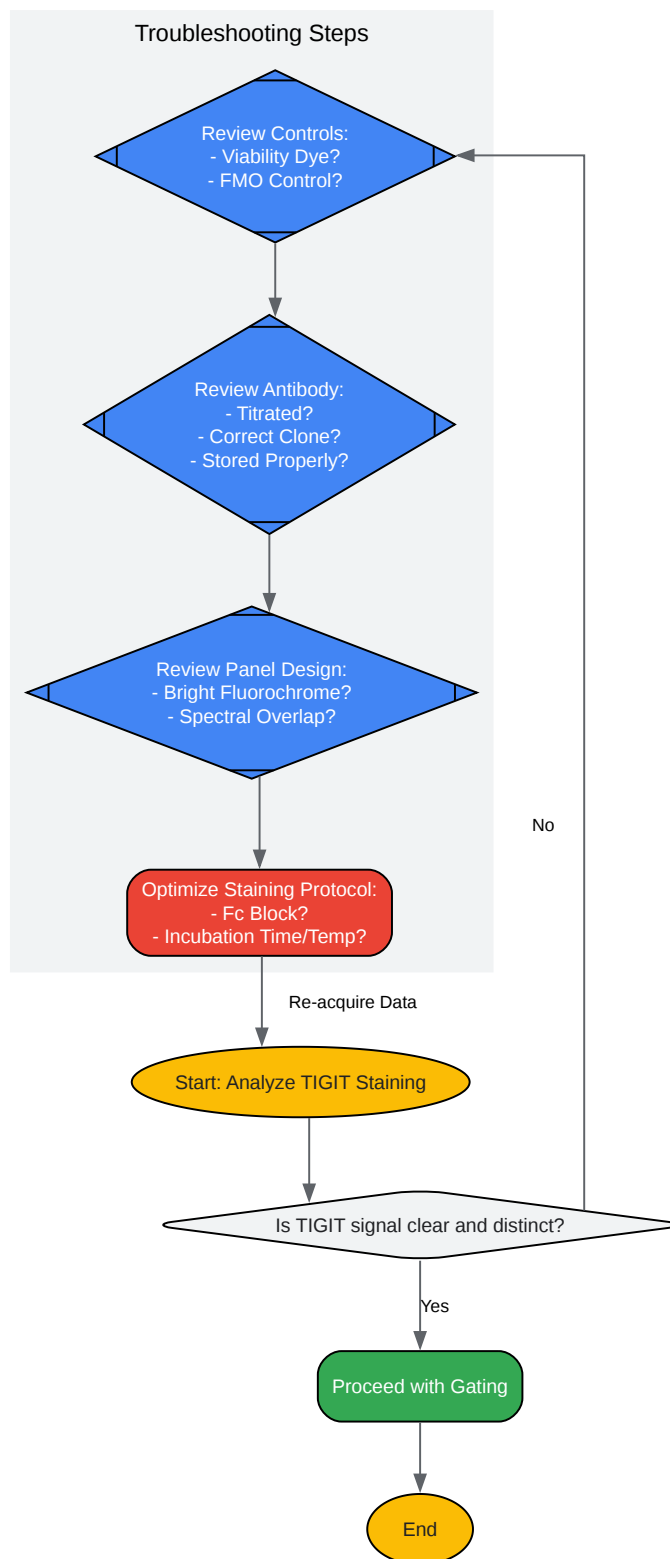 Troubleshooting Steps
Review Controls:
- Viability Dye?
- FMO Control?
Review Antibody:
- Titrated?
- Correct Clone?
- Stored Properly?
Review Panel Design:
- Bright Fluorochrome?
- Spectral Overlap?
No
Optimize Staining Protocol:
- Fc Block?
- Incubation Time/Temp?
Re-acquire Data
Start: Analyze TIGIT Staining
Is TIGIT signal clear and distinct?
Yes
Proceed with Gating
End